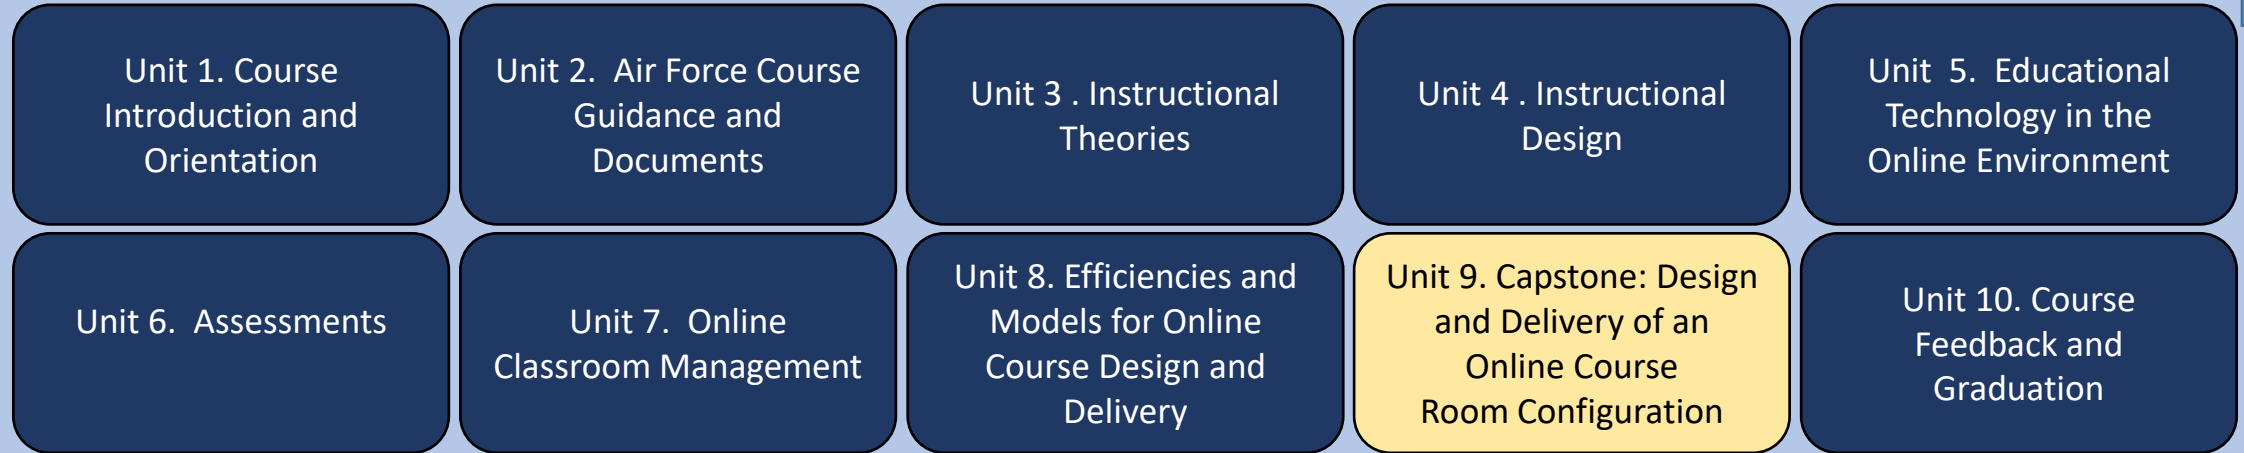 Unit 1. Course
Introduction and
Orientation
Unit 2.  Air Force Course
Guidance and
Documents
Unit 3 . Instructional
Theories
Unit 4 . Instructional
Design
Unit  5.  Educational
Technology in the
Online Environment
Unit 6.  Assessments
Unit 7.  Online
Classroom Management
Unit 8. Efficiencies and
Models for Online
Course Design and
Delivery
Unit 9. Capstone: Design
and Delivery of an
Online Course
Room Configuration
Unit 10. Course
Feedback and
Graduation